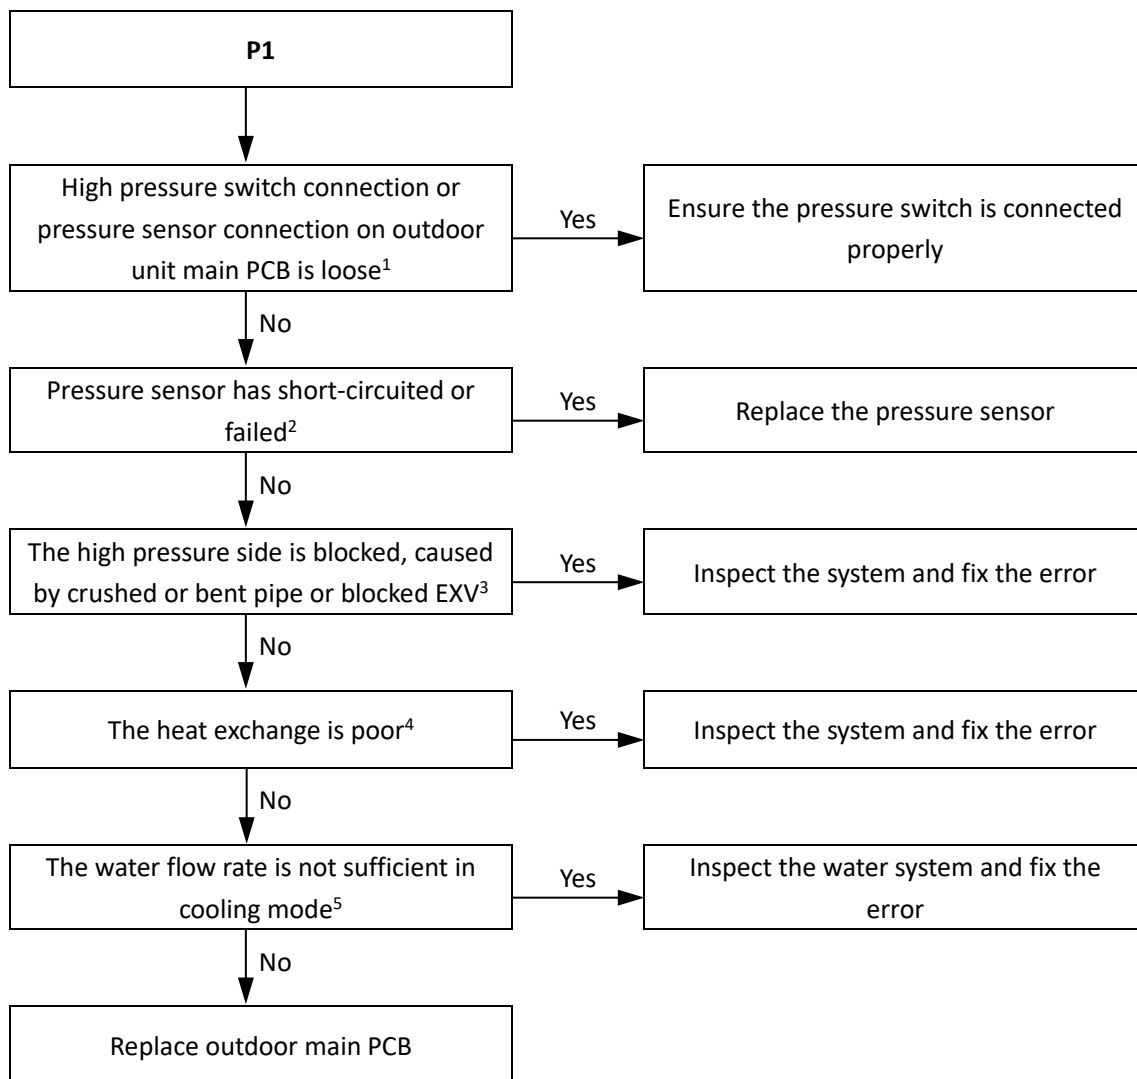 P1
High pressure switch connection or
pressure sensor connection on outdoor
unit main PCB is loose¹
Yes
Ensure the pressure switch is connected
properly
No
Pressure sensor has short-circuited or
failed²
Yes
Replace the pressure sensor
No
The high pressure side is blocked, caused
by crushed or bent pipe or blocked EXV³
Yes
Inspect the system and fix the error
No
The heat exchange is poor⁴
Yes
Inspect the system and fix the error
No
The water flow rate is not sufficient in
cooling mode⁵
Yes
Inspect the water system and fix the
error
No
Replace outdoor main PCB